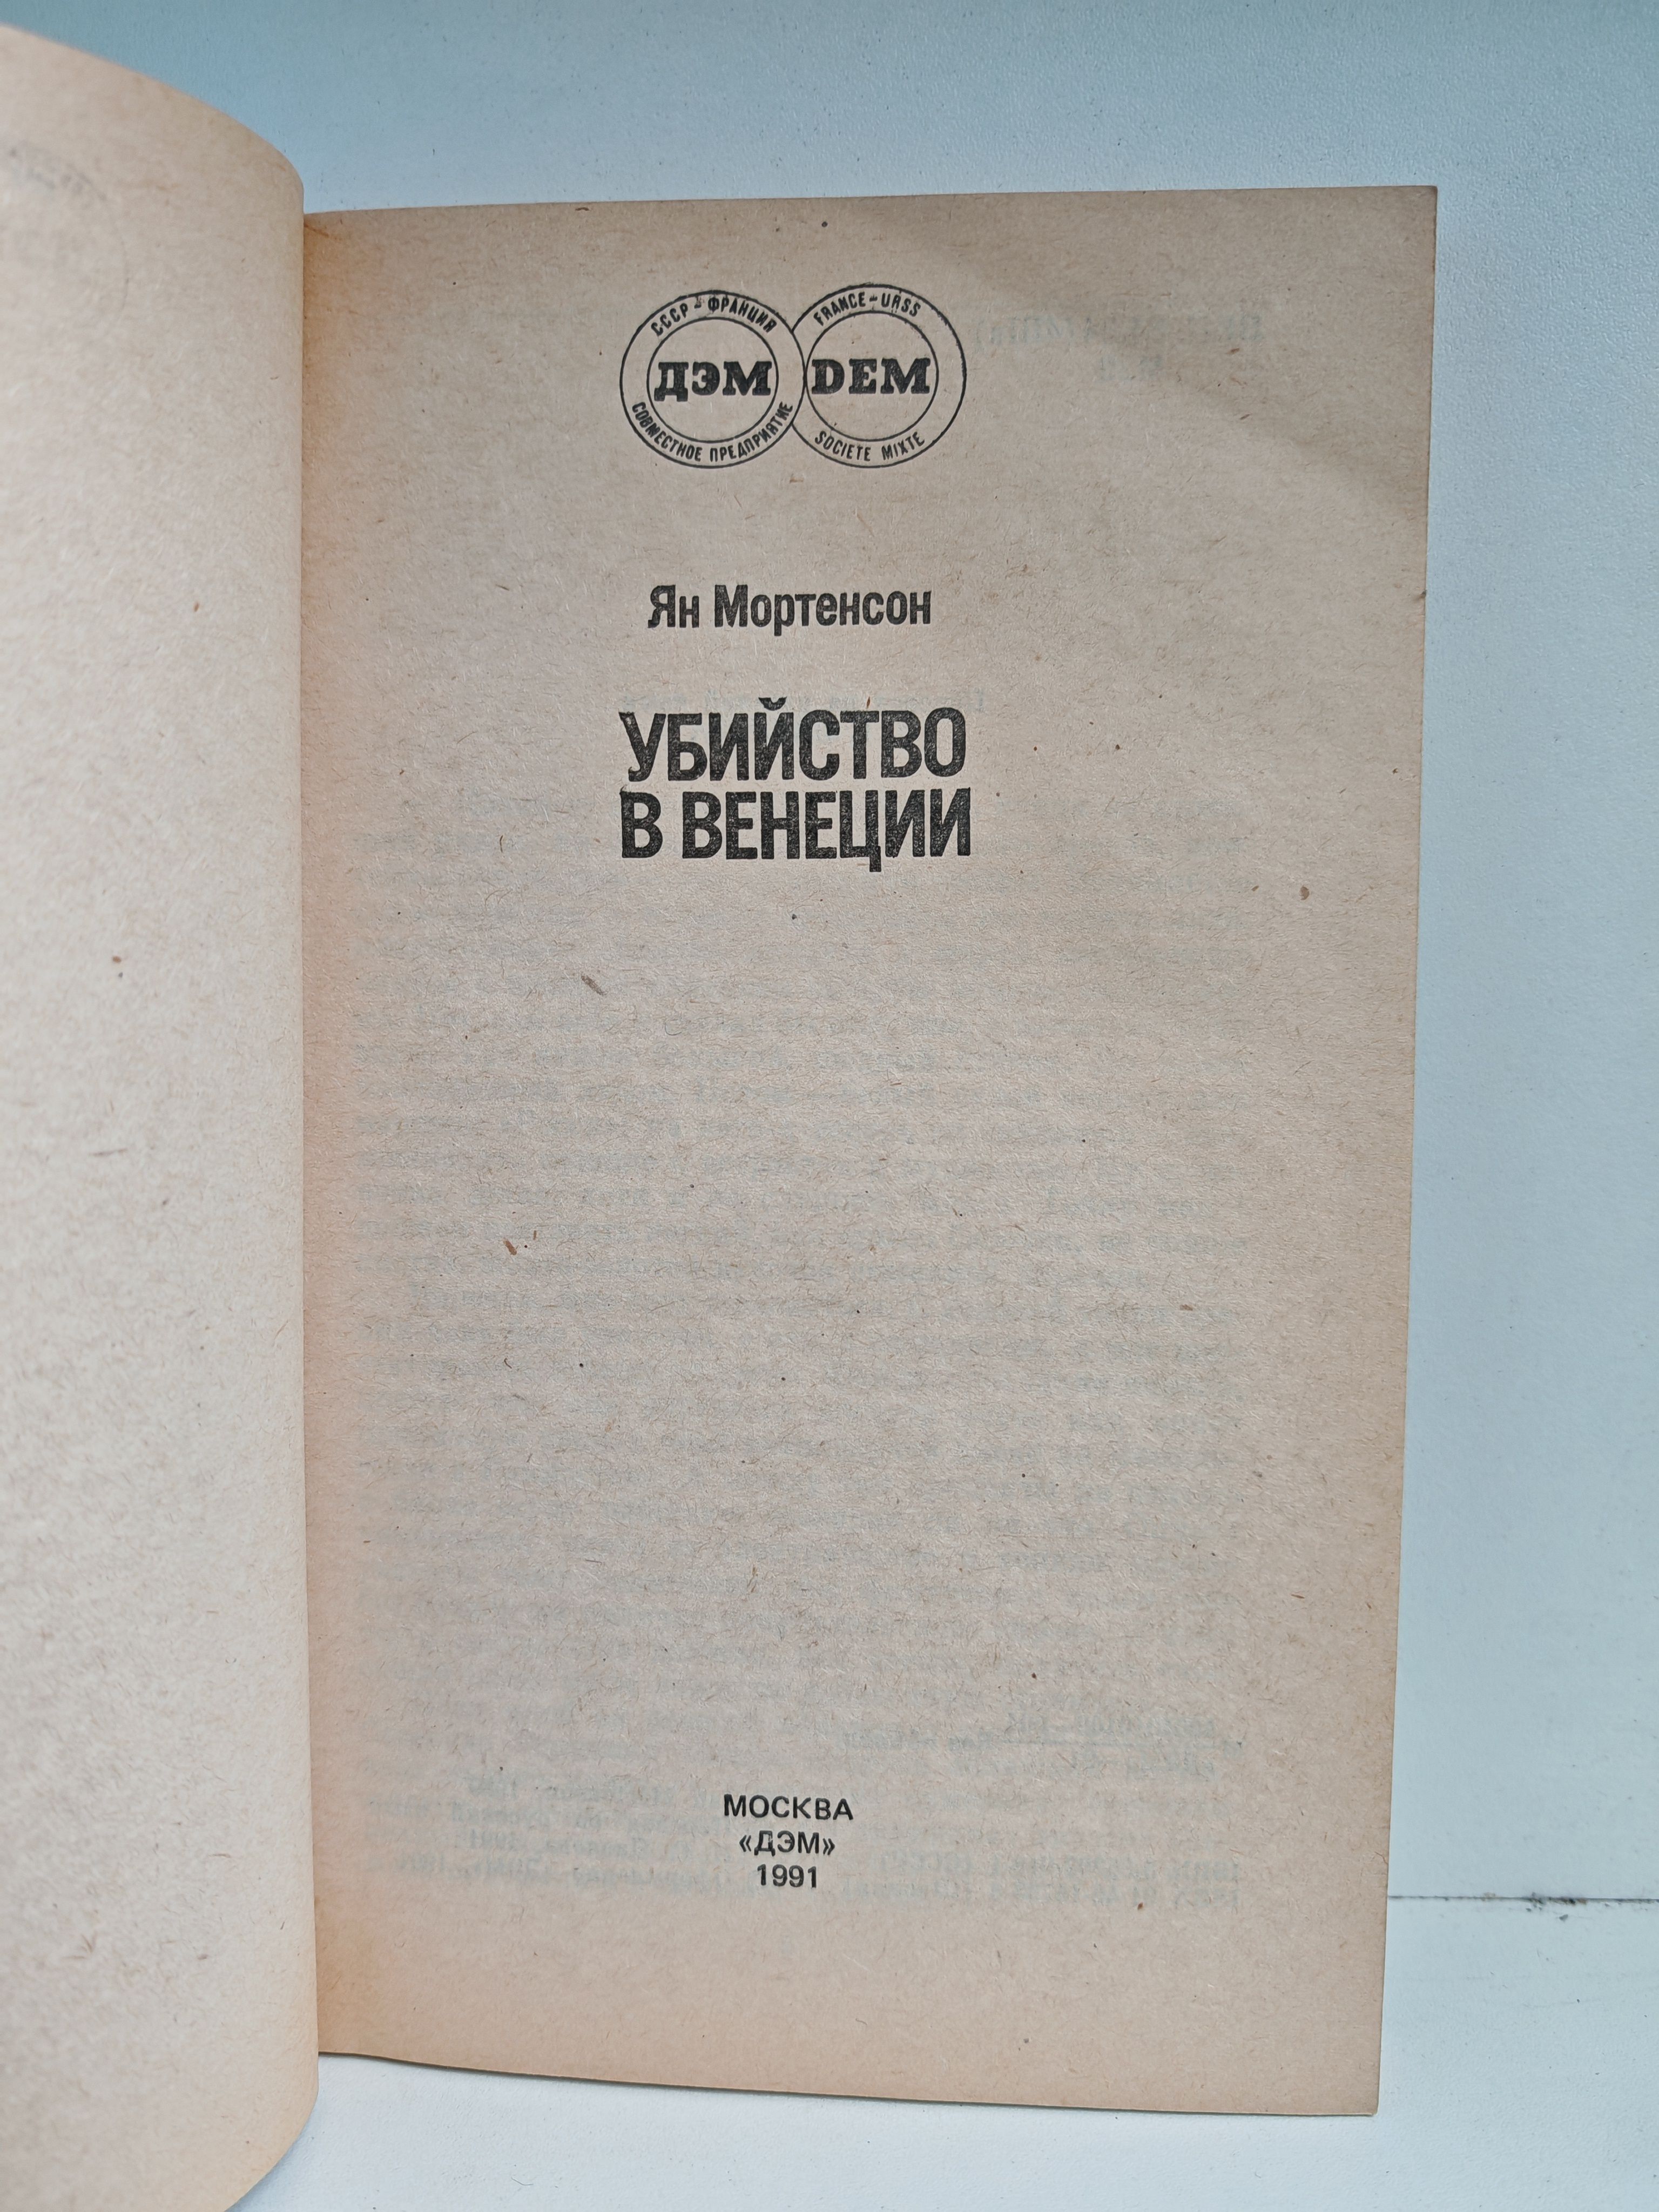 СССР-ФРАНЦИЯ
ДЭМ
СОВМЕСТНОЕ ПРЕДПРИЯТИЕ
FRANCE-URSS
DEM
SOCIETE MIXTE
Ян Мортенсон
УБИЙСТВО
В ВЕНЕЦИИ
МОСКВА
«ДЭМ»
1991